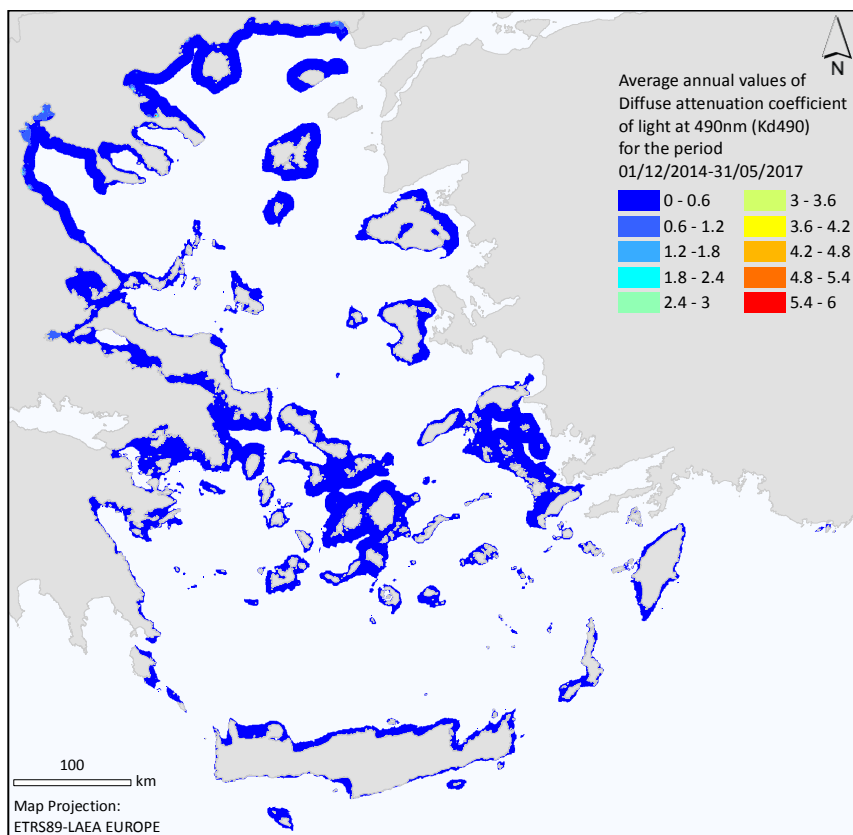 N
Average annual values of
Diffuse attenuation coefficient
of light at 490nm (Kd490)
for the period
01/12/2014-31/05/2017
0 - 0.6
3 - 3.6
0.6 - 1.2
3.6 - 4.2
1.2 -1.8
4.2 - 4.8
1.8 - 2.4
4.8 - 5.4
2.4 - 3
5.4 - 6
100
km
Map Projection:
ETRS89-LAEA EUROPE